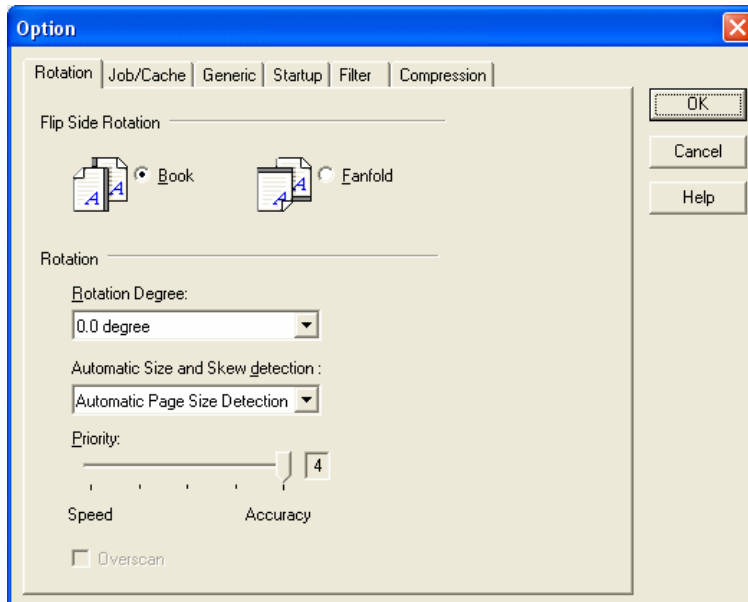 Option
Rotation Job/Cache Generic Startup Filter Compression
OK
Flip Side Rotation
Cancel
A A Book A A Fanfold
Help
Rotation
Rotation Degree:
0.0 degree
Automatic Size and Skew detection :
Automatic Page Size Detection
Priority:
4
Speed Accuracy
Overscan